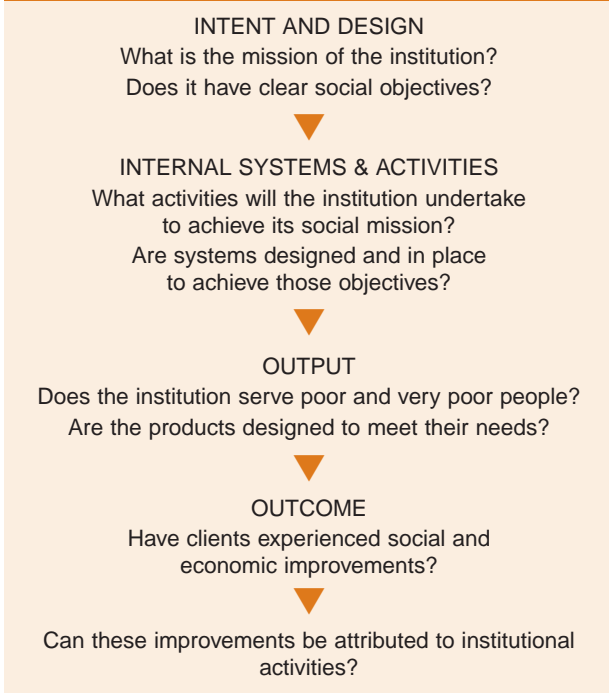 INTENT AND DESIGN
What is the mission of the institution?
Does it have clear social objectives?
INTERNAL SYSTEMS & ACTIVITIES
What activities will the institution undertake
to achieve its social mission?
Are systems designed and in place
to achieve those objectives?
OUTPUT
Does the institution serve poor and very poor people?
Are the products designed to meet their needs?
OUTCOME
Have clients experienced social and
economic improvements?
Can these improvements be attributed to institutional
activities?